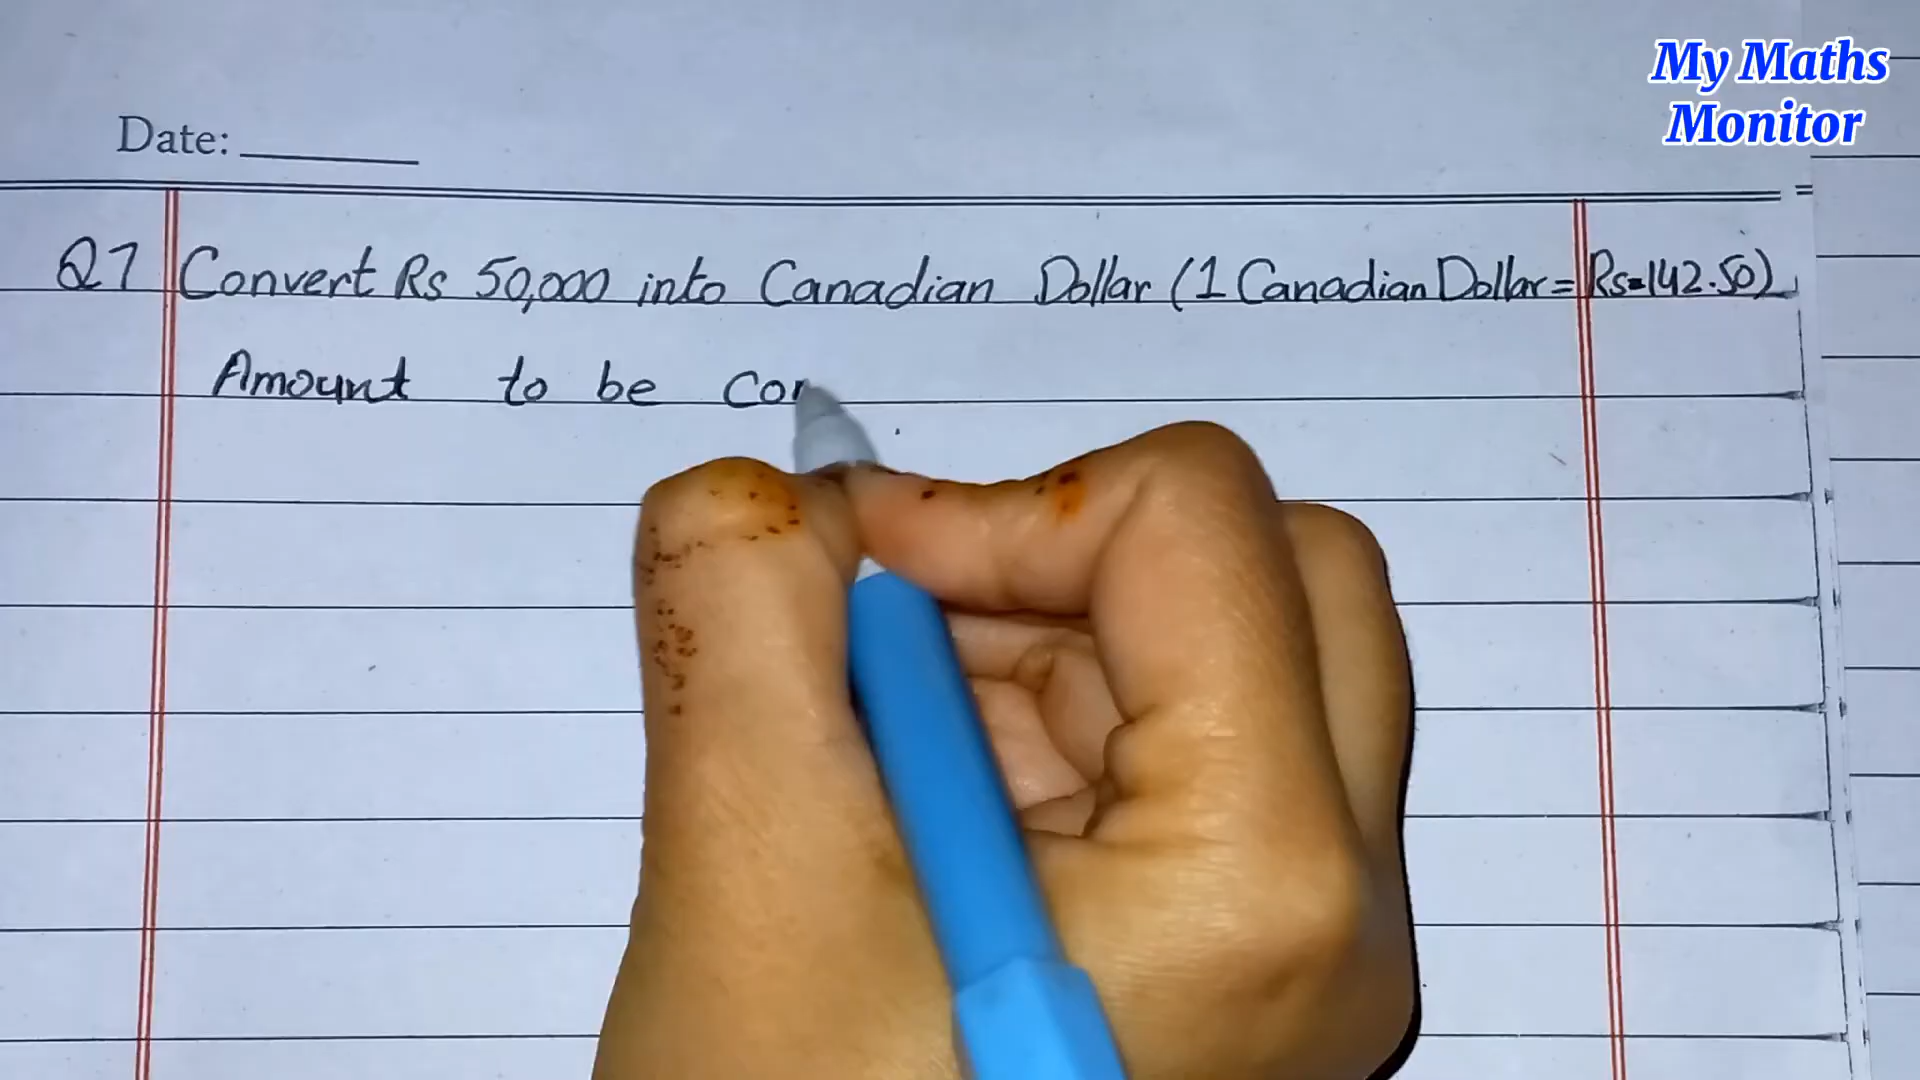 My Maths
Monitor
Date:
Q7 Convert Rs 50,000 into Canadian Dollar (1 Canadian Dollar = Rs=142.50)
Amount to be con